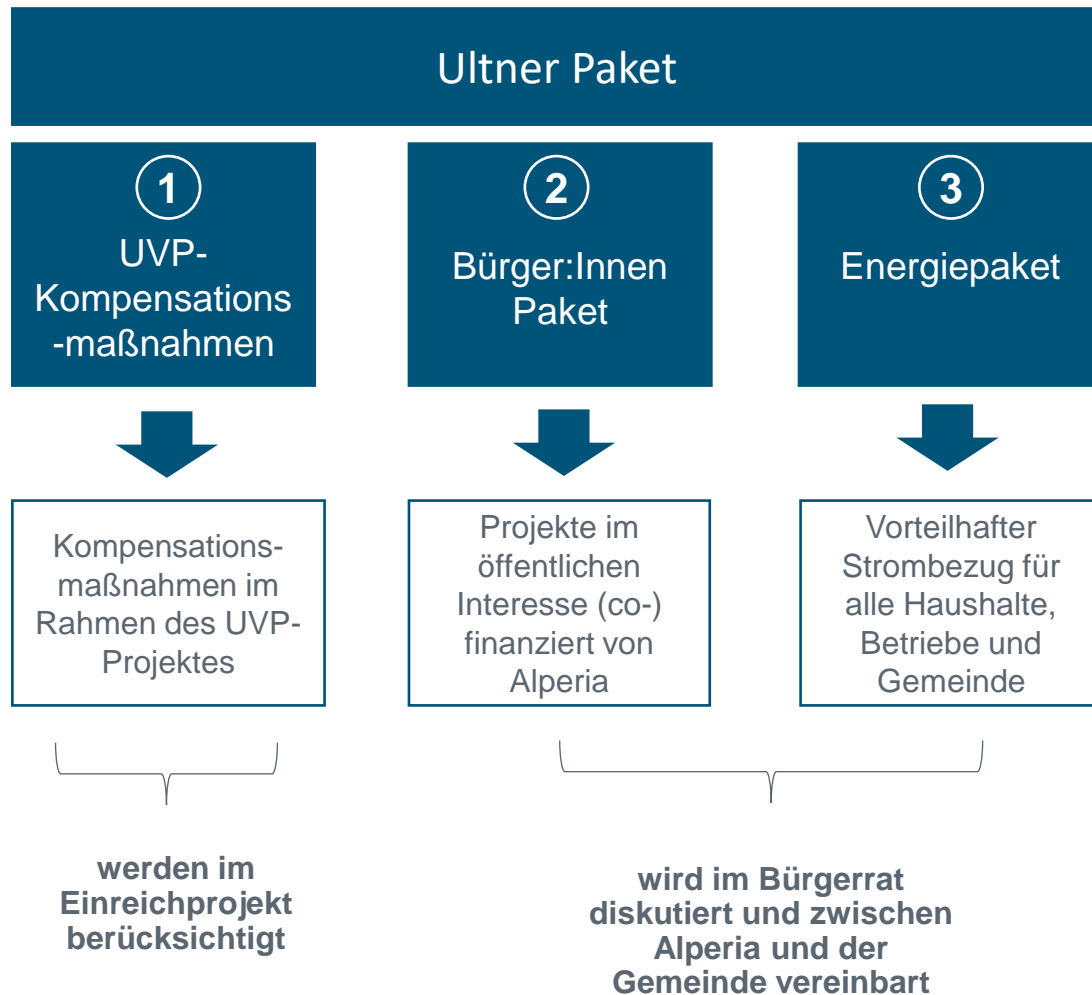 Ultner Paket
1
UVP-
Kompensations
-maßnahmen
2
Bürger:Innen
Paket
3
Energiepaket
Kompensations-
maßnahmen im
Rahmen des UVP-
Projektes
Projekte im
öffentlichen
Interesse (co-)
finanziert von
Alperia
Vorteilhafter
Strombezug für
alle Haushalte,
Betriebe und
Gemeinde
werden im
Einreichprojekt
berücksichtigt
wird im Bürgerrat
diskutiert und zwischen
Alperia und der
Gemeinde vereinbart